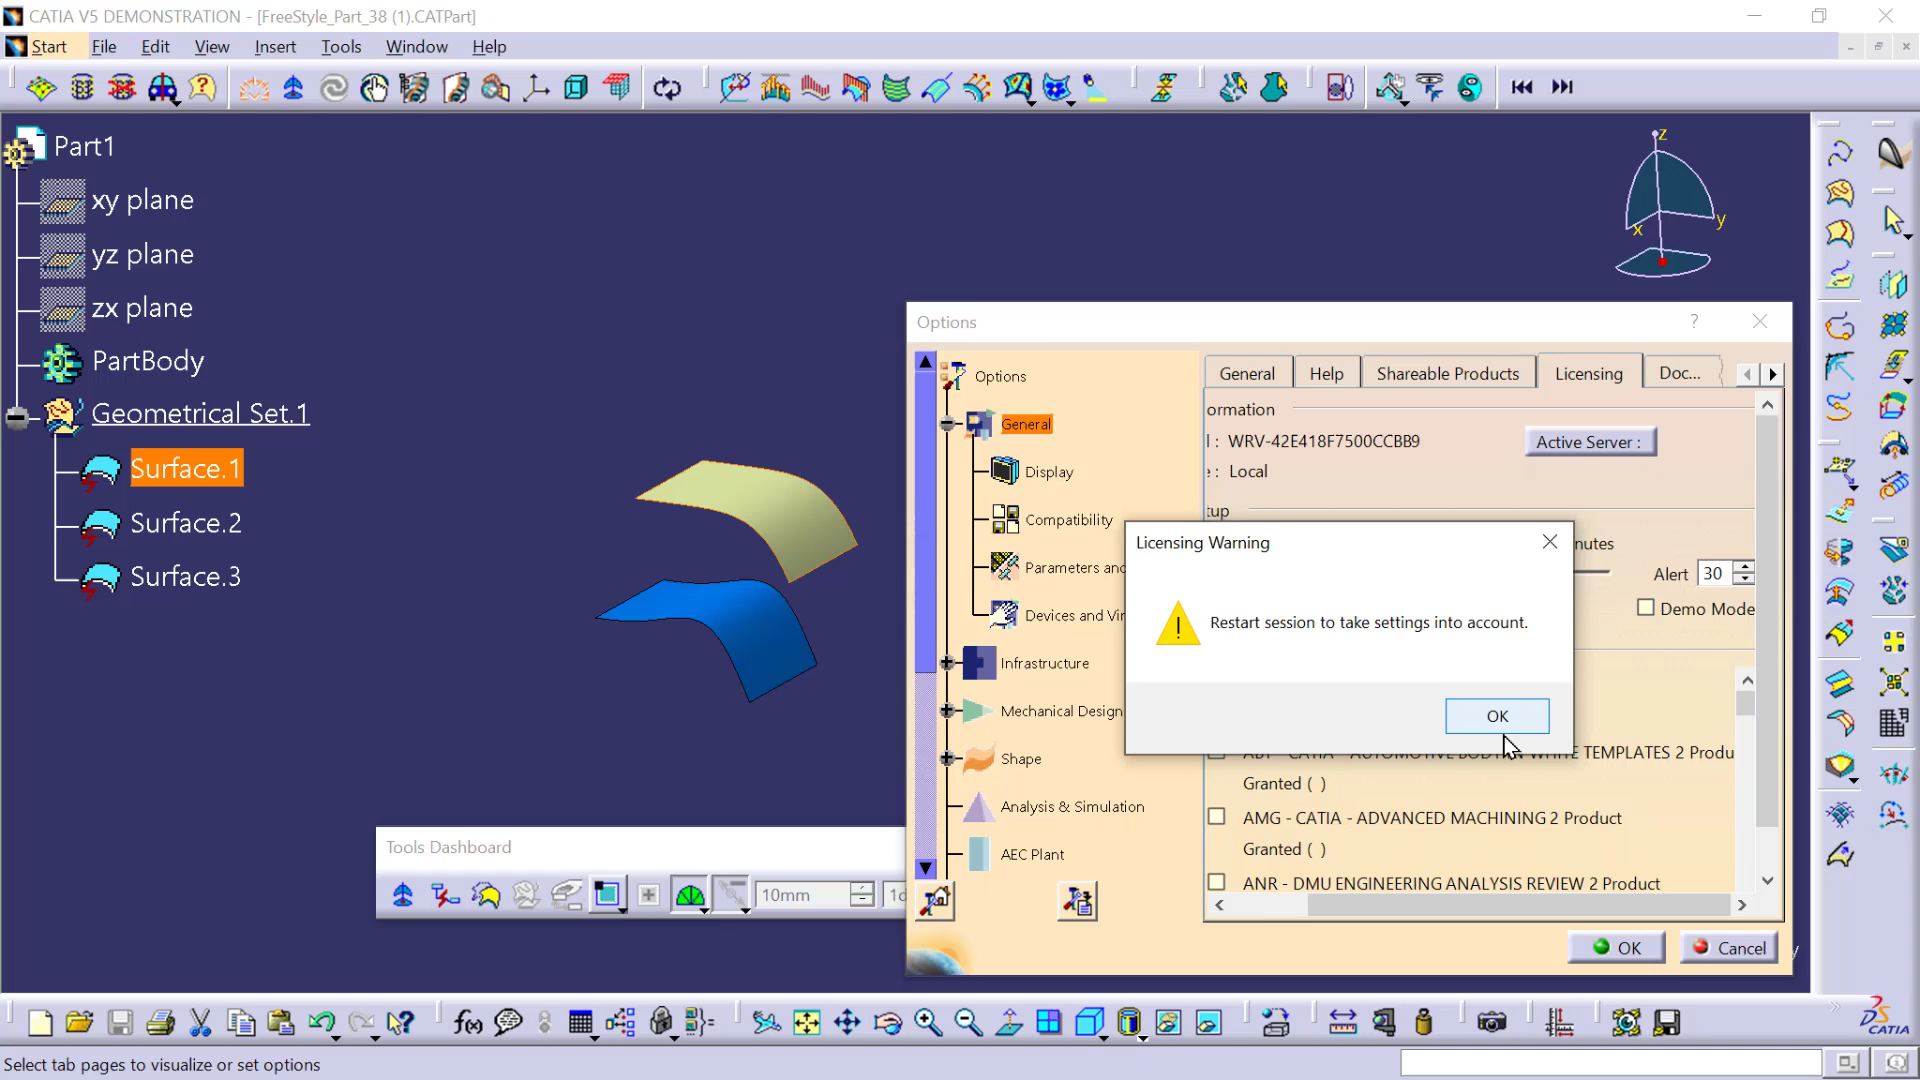 CATIA V5 DEMONSTRATION - [FreeStyle_Part_38 (1).CATPart]
Start File Edit View Insert Tools Window Help
Part1
xy plane
yz plane
zx plane
PartBody
Geometrical Set.1
Surface.1
Surface.2
Surface.3
z
y
x
Options
Options
General
Display
Compatibility
Parameters and
Devices and Vir
Infrastructure
Mechanical Design
Shape
Analysis & Simulation
AEC Plant
General Help Shareable Products Licensing Doc...
ormation
: WRV-42E418F7500CCBB9
Active Server :
: Local
tup
nutes
Alert 30
Demo Mode
Licensing Warning
Restart session to take settings into account.
OK
TEMPLATES 2 Produ
Granted ( )
AMG - CATIA - ADVANCED MACHINING 2 Product
Granted ( )
ANR - DMU ENGINEERING ANALYSIS REVIEW 2 Product
OK Cancel
Tools Dashboard
10mm
1d
f(x)
CATIA
Select tab pages to visualize or set options